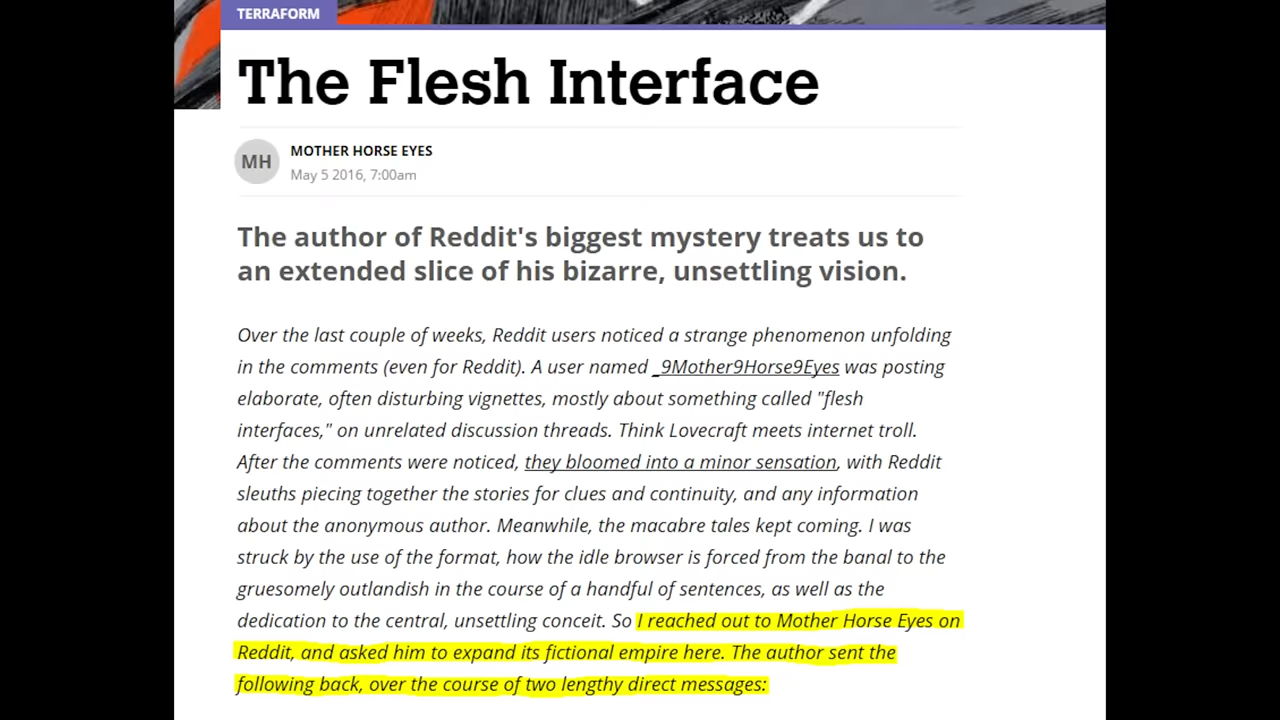 TERRAFORM
The Flesh Interface
MH
MOTHER HORSE EYES
May 5 2016, 7:00am
The author of Reddit's biggest mystery treats us to
an extended slice of his bizarre, unsettling vision.
Over the last couple of weeks, Reddit users noticed a strange phenomenon unfolding
in the comments (even for Reddit). A user named _9Mother9Horse9Eyes was posting
elaborate, often disturbing vignettes, mostly about something called "flesh
interfaces," on unrelated discussion threads. Think Lovecraft meets internet troll.
After the comments were noticed, they bloomed into a minor sensation, with Reddit
sleuths piecing together the stories for clues and continuity, and any information
about the anonymous author. Meanwhile, the macabre tales kept coming. I was
struck by the use of the format, how the idle browser is forced from the banal to the
gruesomely outlandish in the course of a handful of sentences, as well as the
dedication to the central, unsettling conceit. So I reached out to Mother Horse Eyes on
Reddit, and asked him to expand its fictional empire here. The author sent the
following back, over the course of two lengthy direct messages: